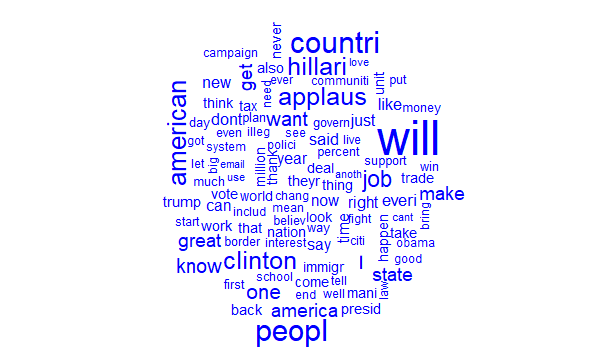 never
campaign
countri
also
hillari
love
get
new
need
ever
communiti
unit
put
think
tax
applaus
like
money
american
day
dont
plan
want
govern
just
will
even
illeg
see
got
system
polici
said
live
percent
let
big
email
million
thank
year
deal
support
win
much
use
theyr
thing
job
trade
trump
vote
world
chang
now
right
everi
make
can
includ
mean
anoth
start
work
that
believ
look
time
fight
happen
cant
bring
nation
way
take
great
border
interest
say
citi
obama
know
clinton
immigr
I
state
good
school
come
tell
first
one
end
well
mani
law
back
america
presid
peopl